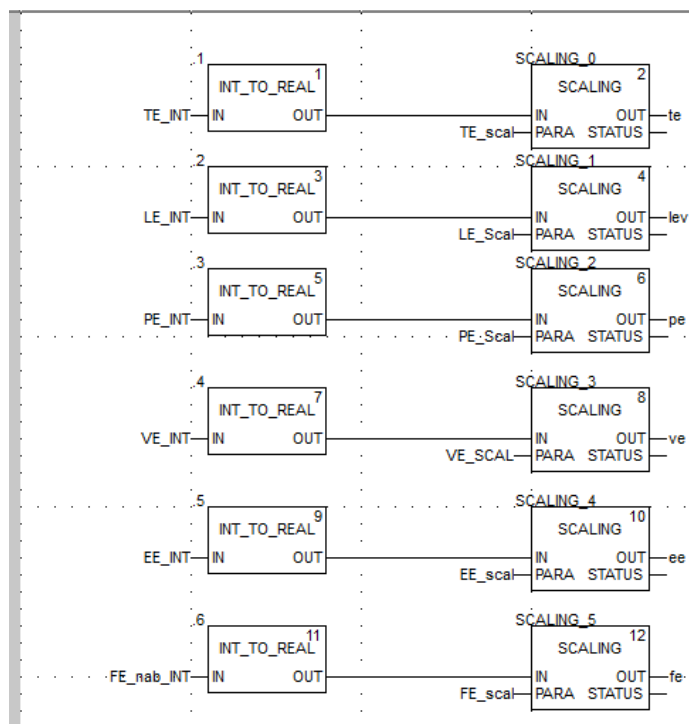 .1 SCALING_0
1 2
INT_TO_REAL SCALING
TE_INT IN OUT IN OUT te
TE_scal PARA STATUS
.2 SCALING_1
3 4
INT_TO_REAL SCALING
LE_INT IN OUT IN OUT lev
LE_Scal PARA STATUS
.3 SCALING_2
5 6
INT_TO_REAL SCALING
PE_INT IN OUT IN OUT pe
PE_Scal PARA STATUS
.4 SCALING_3
7 8
INT_TO_REAL SCALING
VE_INT IN OUT IN OUT ve
VE_SCAL PARA STATUS
.5 SCALING_4
9 10
INT_TO_REAL SCALING
EE_INT IN OUT IN OUT ee
EE_scal PARA STATUS
.6 SCALING_5
11 12
INT_TO_REAL SCALING
FE_nab_INT IN OUT IN OUT fe
FE_scal PARA STATUS